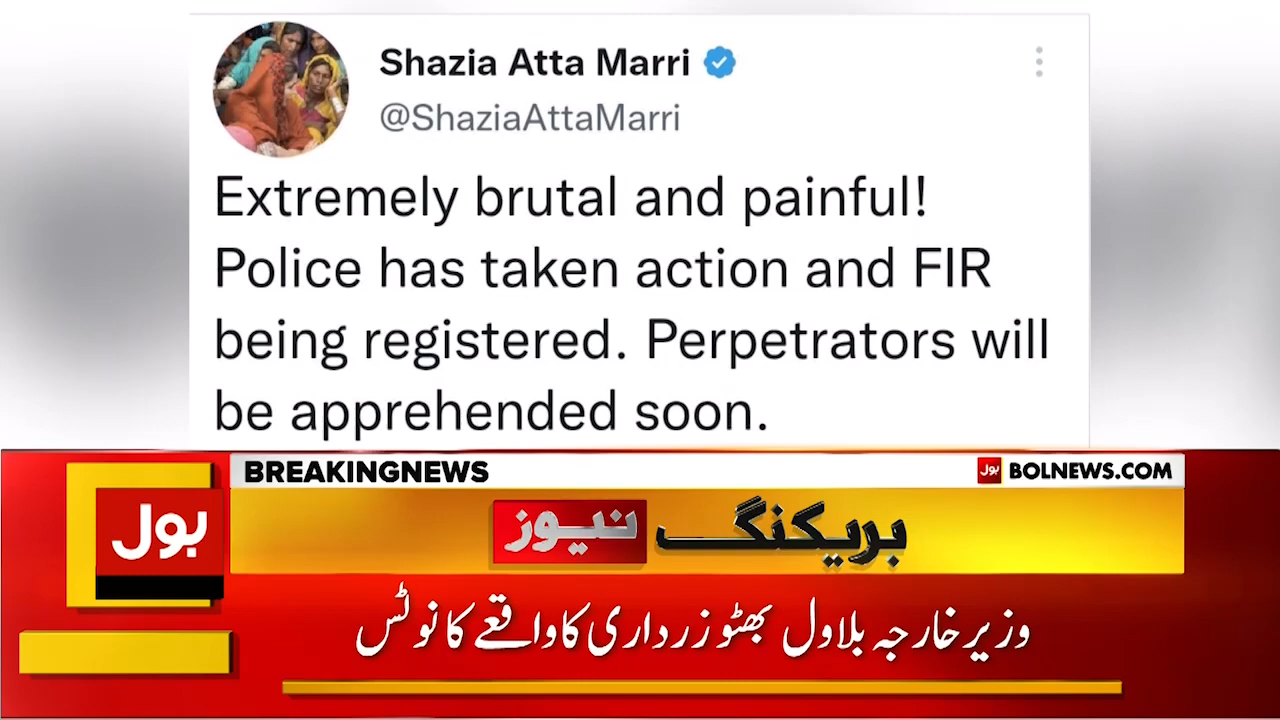 Shazia Atta Marri
@ShaziaAttaMarri
Extremely brutal and painful!
Police has taken action and FIR
being registered. Perpetrators will
be apprehended soon.
BREAKINGNEWS
بول BOLNEWS.COM
بول
بریکنگ نیوز
وزیر خارجہ بلاول بھٹو زرداری کا واقعے کا نوٹس